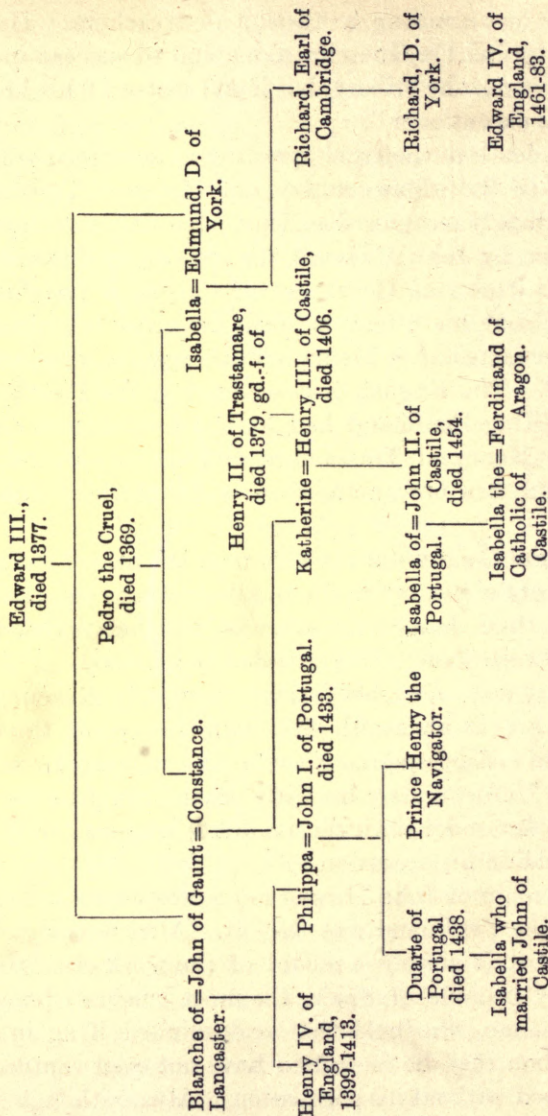 Edward III.,
died 1377.
Pedro the Cruel,
died 1369.
Blanche of = John of Gaunt = Constance.
Lancaster.
Isabella = Edmund, D. of
York.
Henry II. of Trastamare,
died 1379, gd.-f. of
Henry IV. of
England,
1399-1413.
Philippa = John I. of Portugal.
died 1433.
Katherine = Henry III. of Castile,
died 1406.
Richard, Earl of
Cambridge.
Duarte of
Portugal
died 1438.
Prince Henry the
Navigator.
Isabella of = John II. of
Portugal. Castile,
died 1454.
Richard, D. of
York.
Isabella who
married John of
Castile.
Isabella the = Ferdinand of
Catholic of Aragon.
Castile.
Edward IV. of
England,
1461-83.